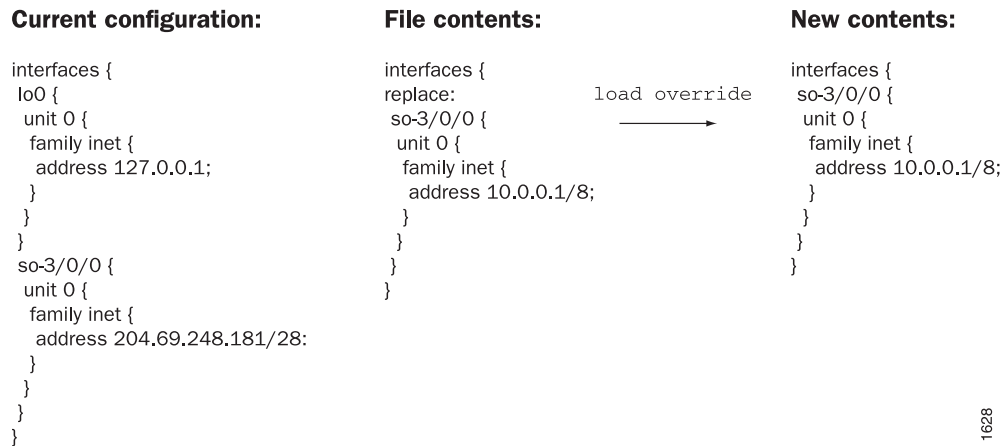 Current configuration:
interfaces {
lo0 {
unit 0 {
family inet {
address 127.0.0.1;
}
}
}
so-3/0/0 {
unit 0 {
family inet {
address 204.69.248.181/28:
}
}
}
}
File contents:
interfaces {
replace:
so-3/0/0 {
unit 0 {
family inet {
address 10.0.0.1/8;
}
}
}
}
load override
New contents:
interfaces {
so-3/0/0 {
unit 0 {
family inet {
address 10.0.0.1/8;
}
}
}
}
1628